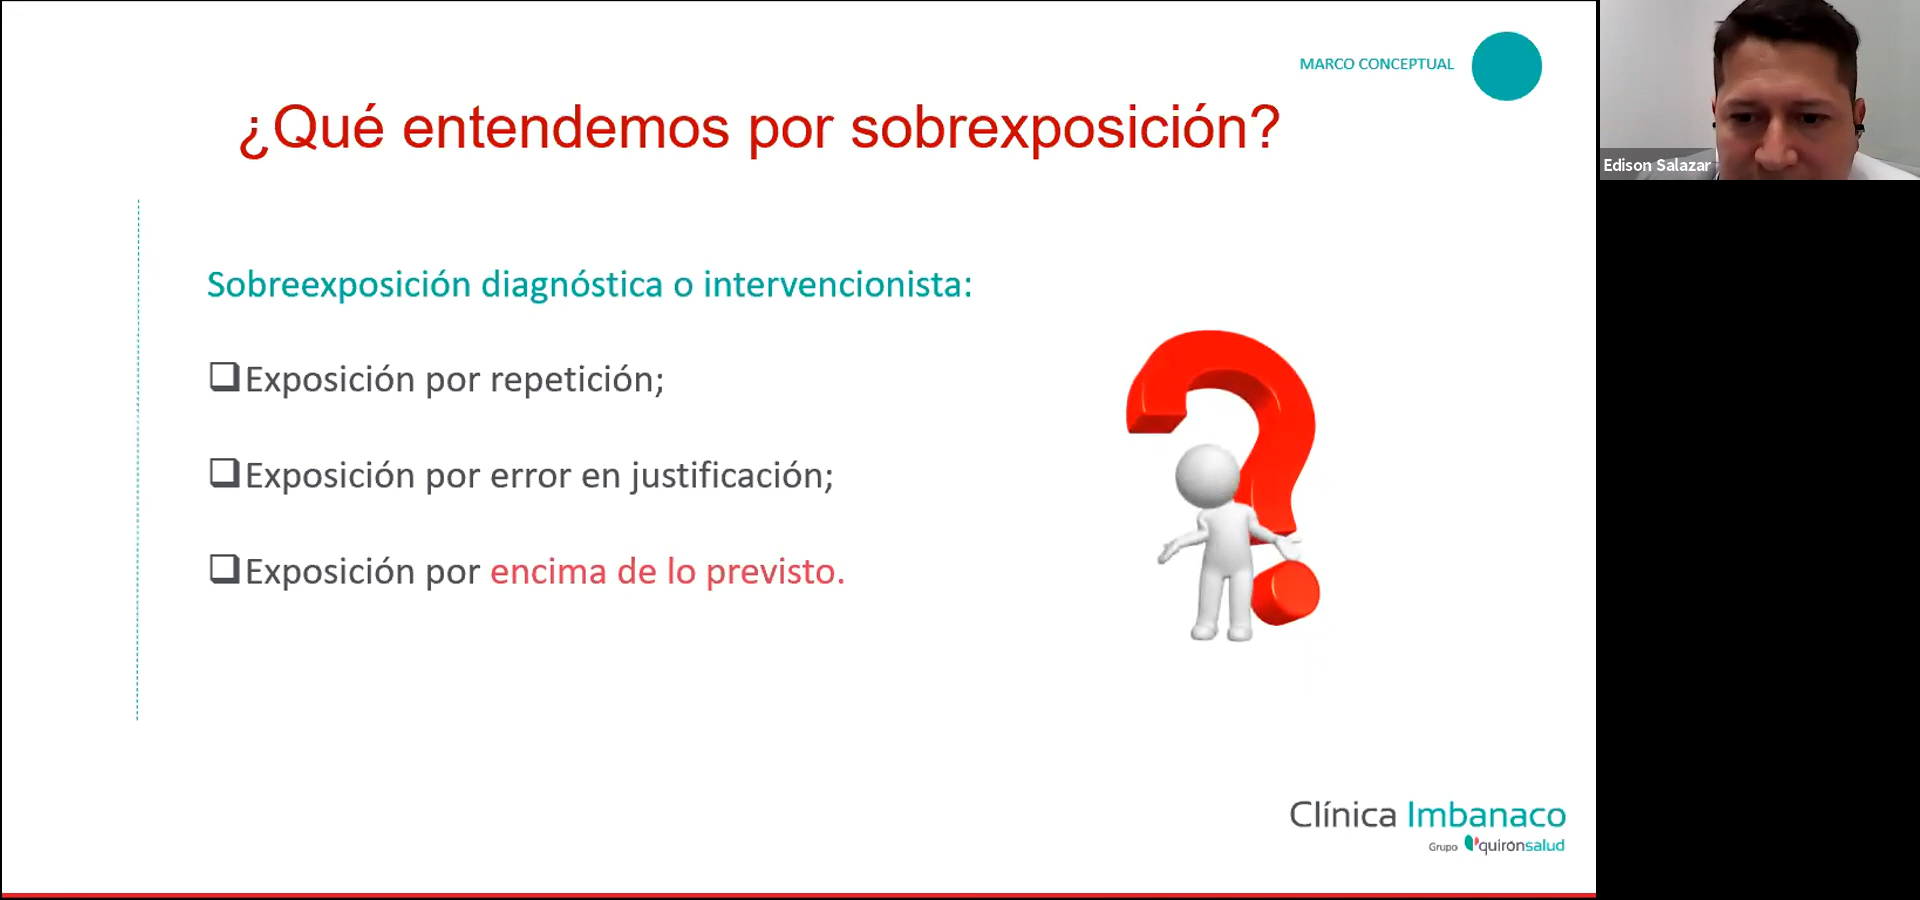 MARCO CONCEPTUAL
¿Qué entendemos por sobrexposición?
Edison Salazar
Sobreexposición diagnóstica o intervencionista:
Exposición por repetición;
Exposición por error en justificación;
Exposición por encima de lo previsto.
Clínica Imbanaco
Grupo quirónsalud